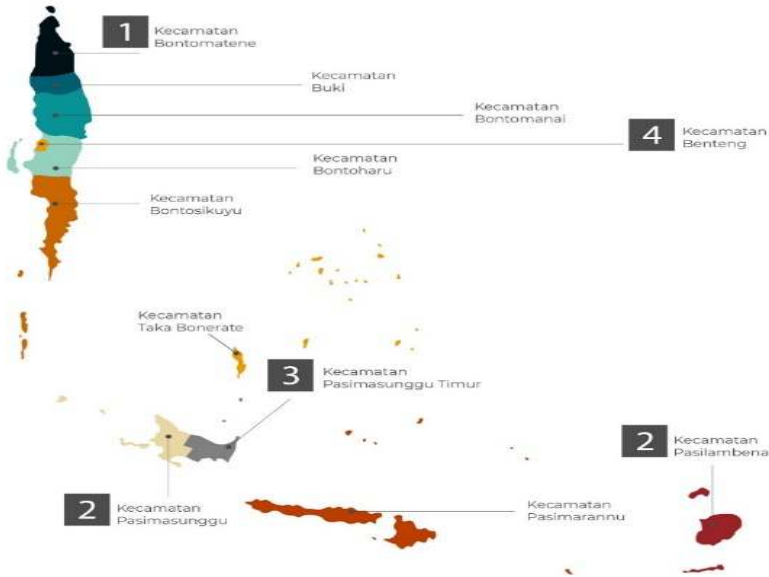 1
Kecamatan
Bontomatene
Kecamatan
Buki
Kecamatan
Bontomanai
4
Kecamatan
Benteng
Kecamatan
Bontoharu
Kecamatan
Bontosikuyu
Kecamatan
Taka Bonerate
3
Kecamatan
Pasimasunggu Timur
2
Kecamatan
Pasilambena
2
Kecamatan
Pasimasunggu
Kecamatan
Pasimarannu